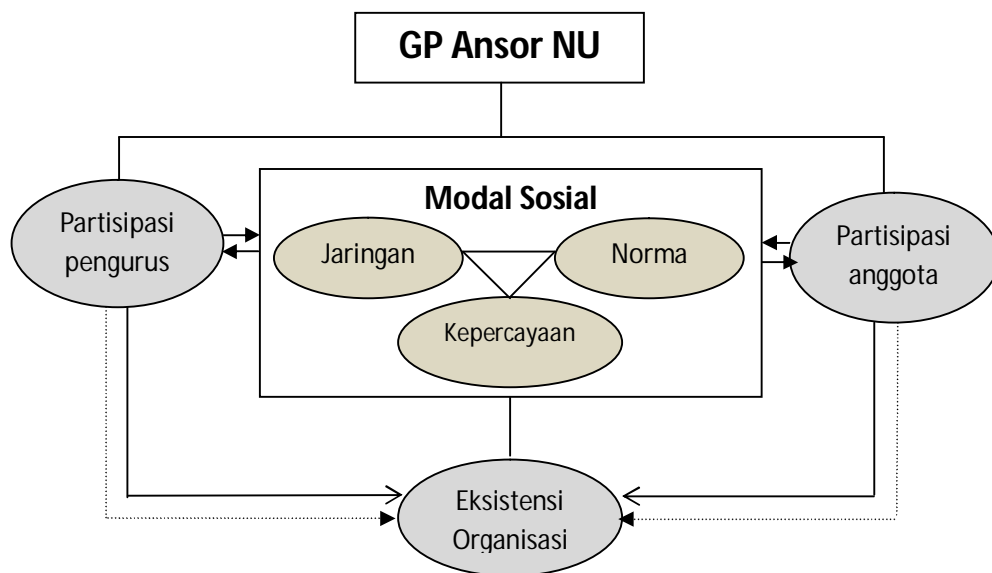 GP Ansor NU
Modal Sosial
Partisipasi
pengurus
Jaringan
Norma
Kepercayaan
Partisipasi
anggota
Eksistensi
Organisasi